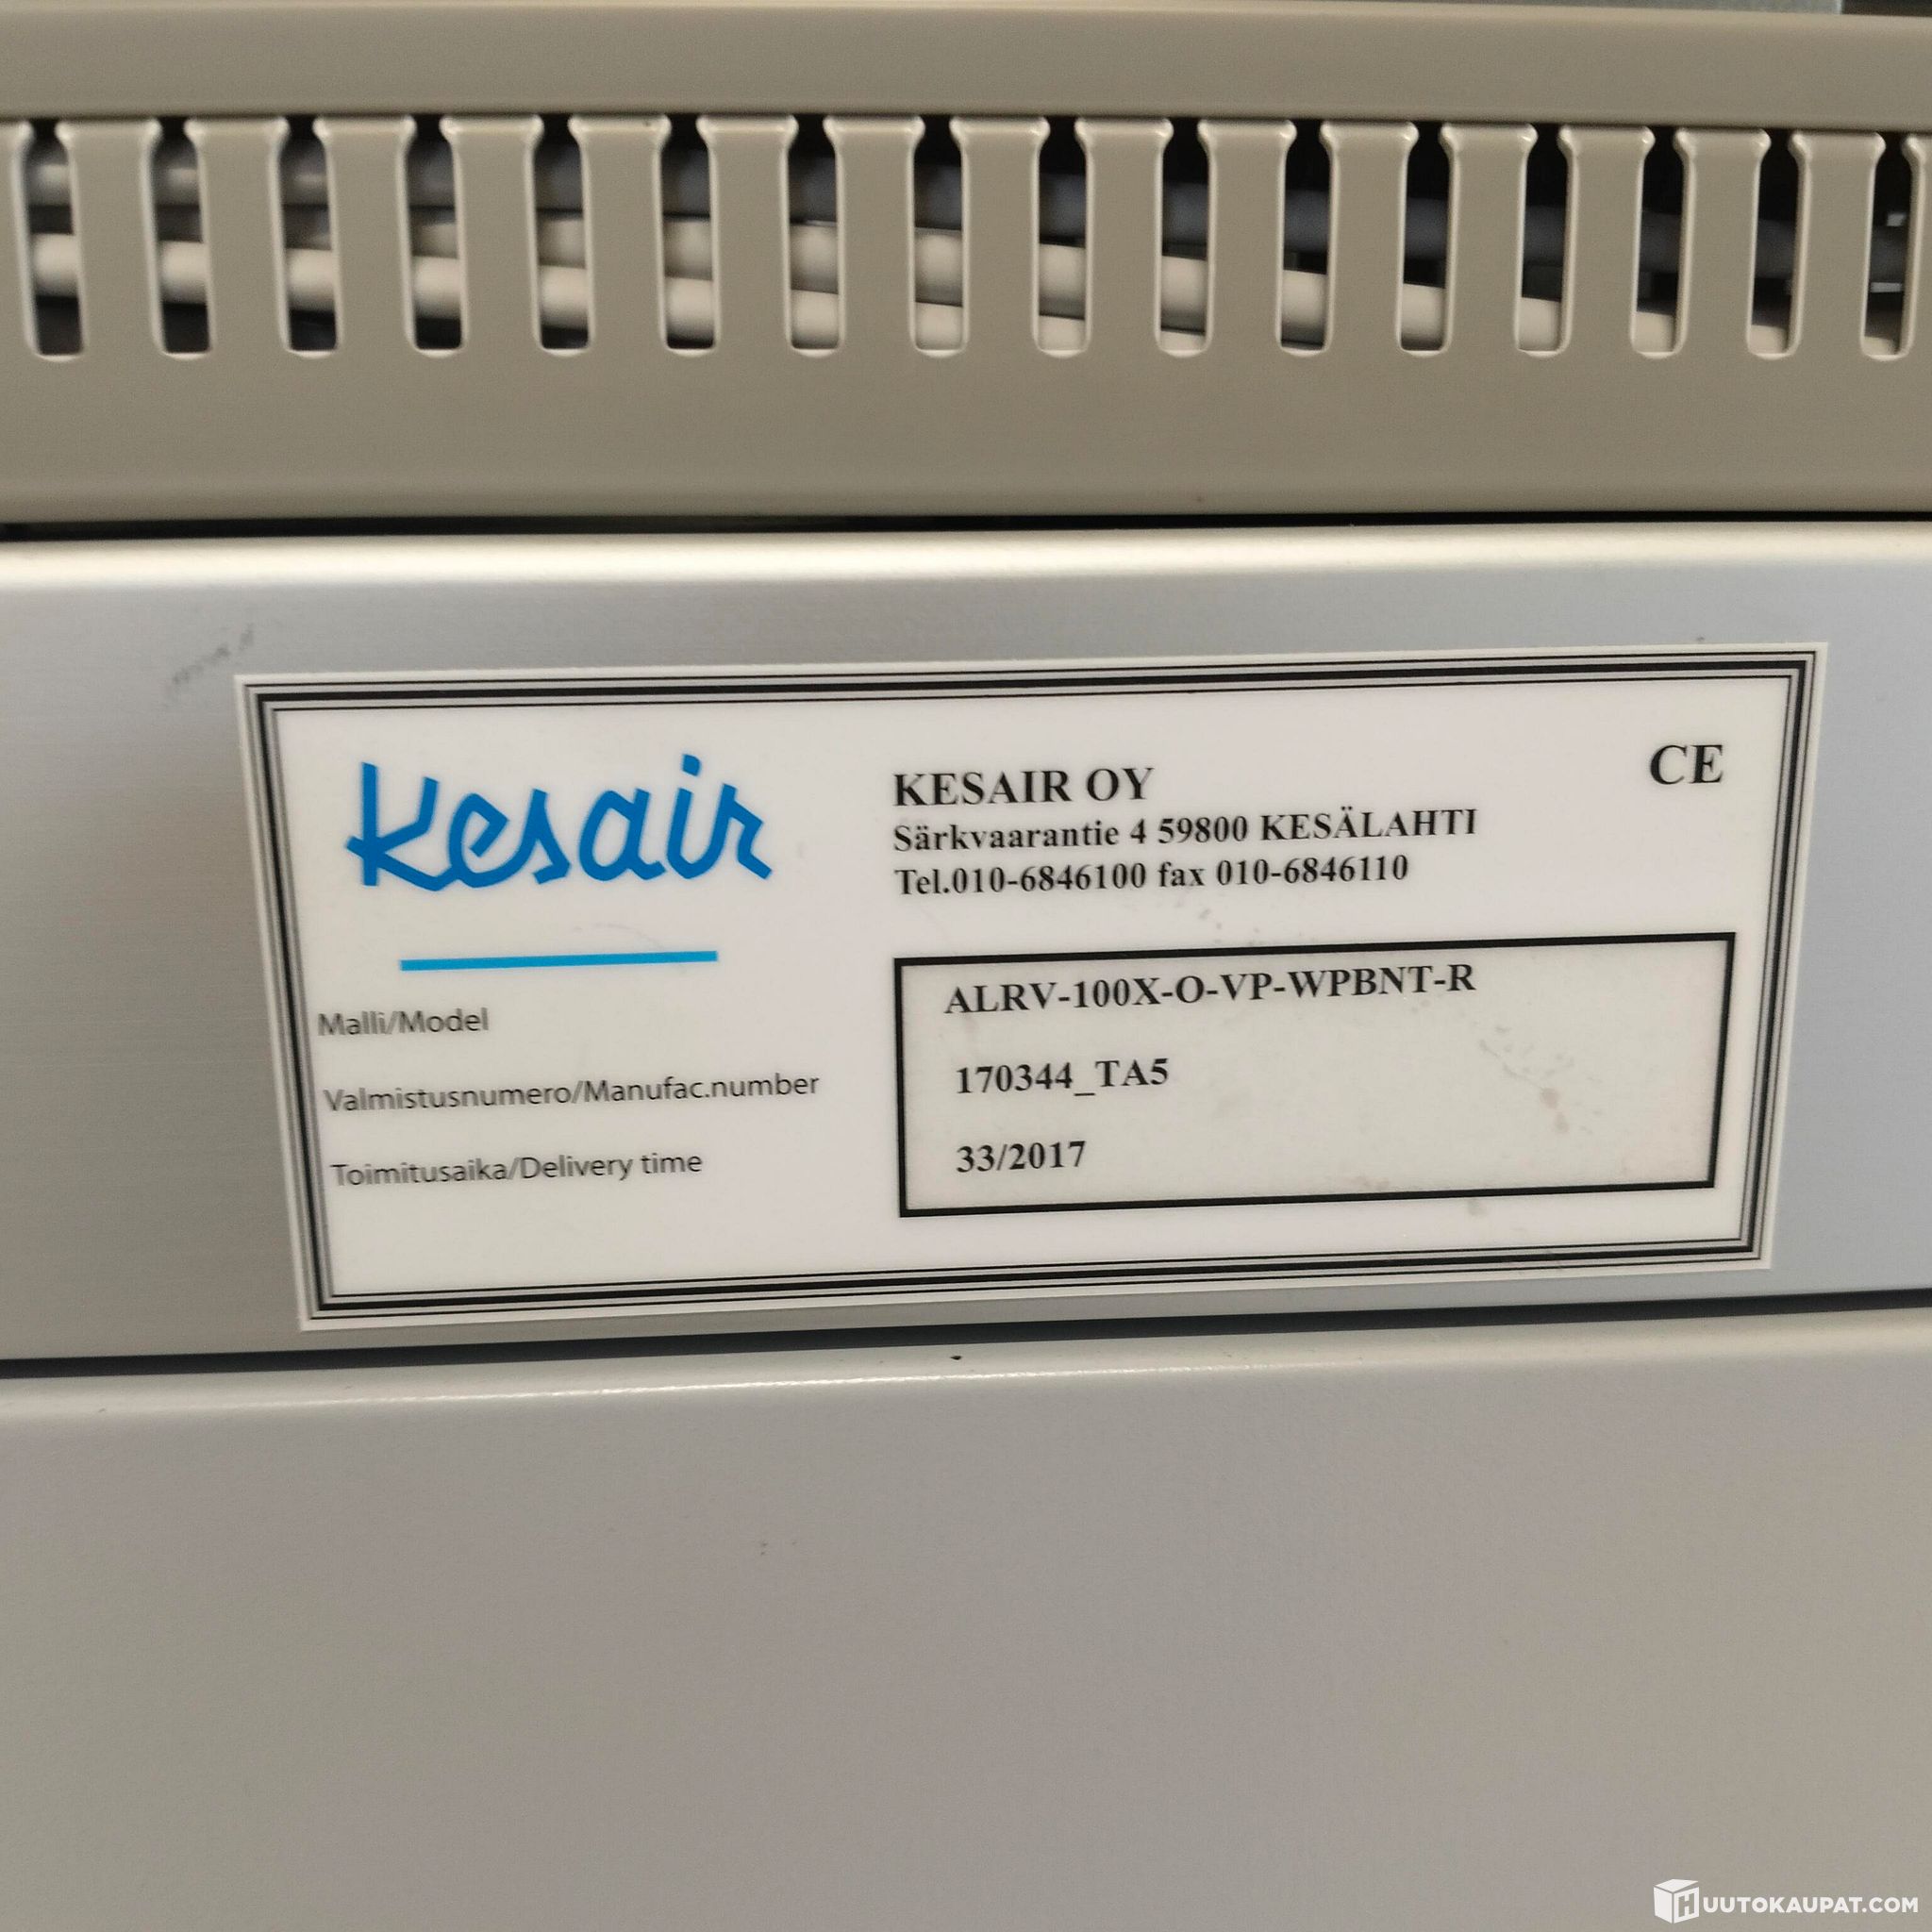 Kesair
KESAIR OY
Särkvaarantie 4 59800 KESÄLAHTI
Tel.010-6846100 fax 010-6846110
CE
Malli/Model
ALRV-100X-O-VP-WPBNT-R
Valmistusnumero/Manufac.number
170344_TA5
Toimitusaika/Delivery time
33/2017
HUUTOKAUPAT.COM